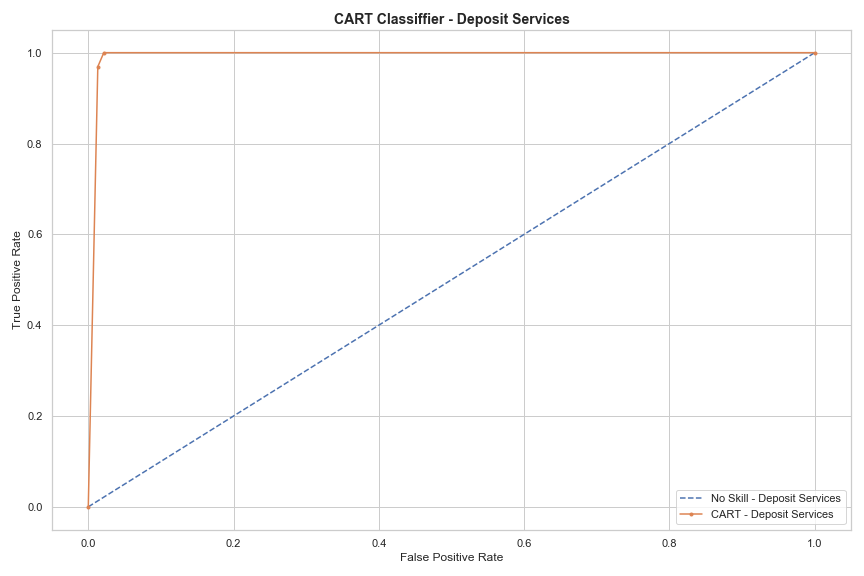 CART Classiffier - Deposit Services
True Positive Rate
1.0
0.8
0.6
0.4
0.2
0.0
0.0 0.2 0.4 0.6 0.8 1.0
False Positive Rate
No Skill - Deposit Services
CART - Deposit Services